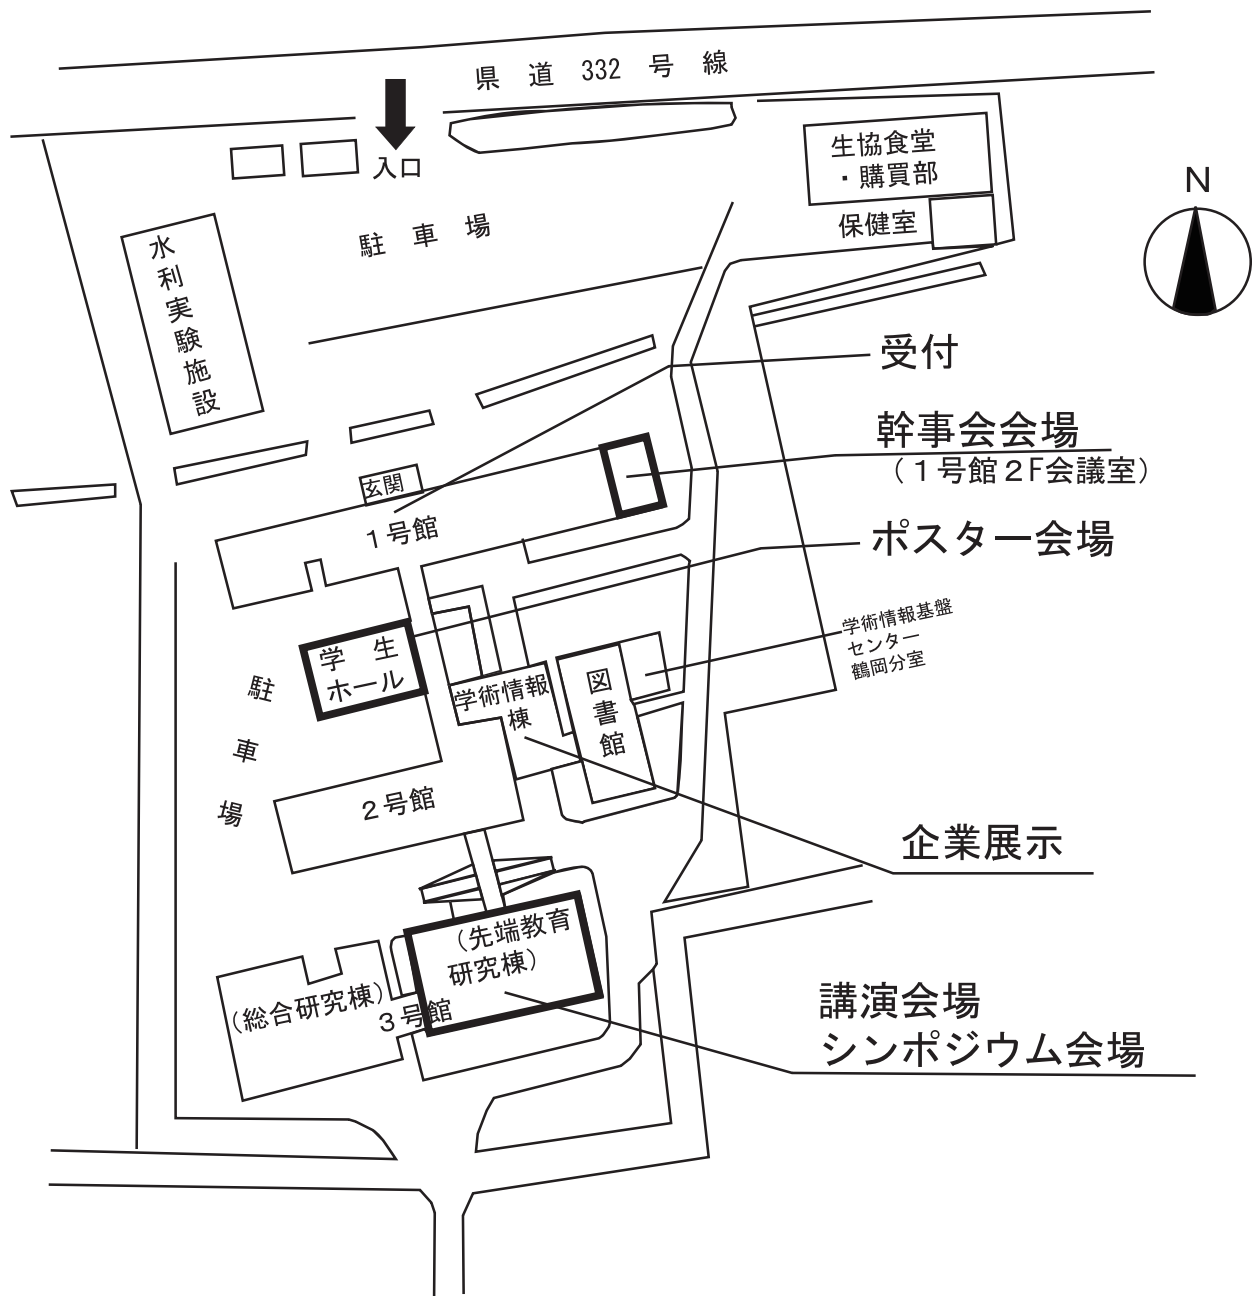 県道332号線
入口
生協食堂
・購買部
N
保健室
駐車場
水利実験施設
受付
幹事会会場
（１号館２F会議室）
玄関
１号館
ポスター会場
学術情報基盤
センター
鶴岡分室
学生
ホール
駐車場
学術情報
棟
図書館
２号館
企業展示
（先端教育
研究棟）
（総合研究棟）
３号館
講演会場
シンポジウム会場